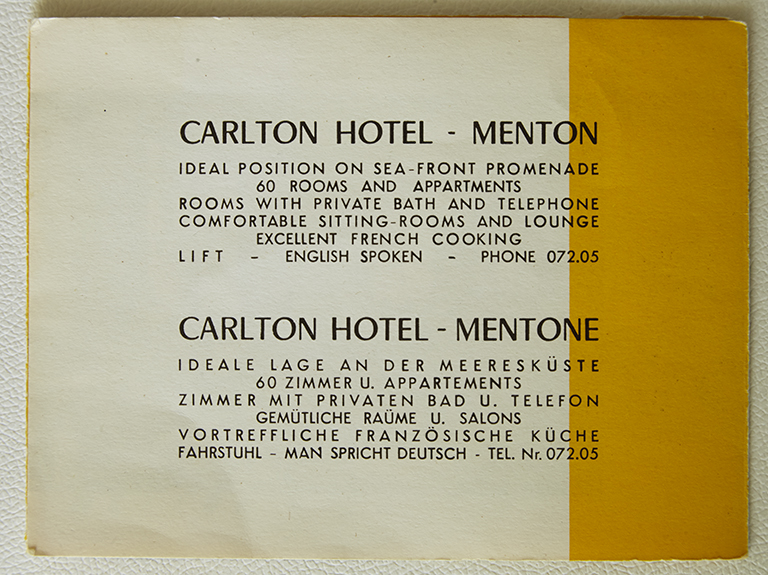 CARLTON HOTEL - MENTON
IDEAL POSITION ON SEA-FRONT PROMENADE
60 ROOMS AND APPARTMENTS
ROOMS WITH PRIVATE BATH AND TELEPHONE
COMFORTABLE SITTING-ROOMS AND LOUNGE
EXCELLENT FRENCH COOKING
LIFT - ENGLISH SPOKEN - PHONE 072.05
CARLTON HOTEL - MENTONE
IDEALE LAGE AN DER MEERESKÜSTE
60 ZIMMER U. APPARTEMENTS
ZIMMER MIT PRIVATEN BAD U. TELEFON
GEMÜTLICHE RAÜME U. SALONS
VORTREFFLICHE FRANZÖSISCHE KÜCHE
FAHRSTUHL - MAN SPRICHT DEUTSCH - TEL. Nr. 072.05